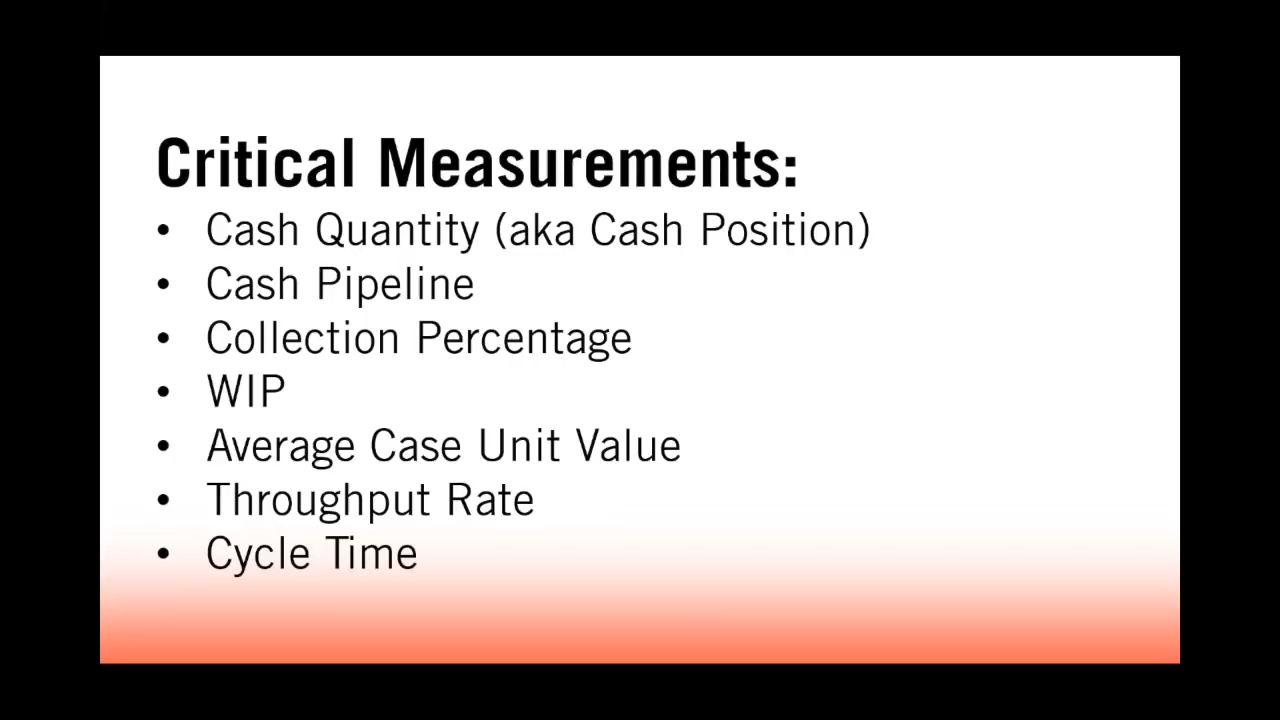 Critical Measurements:
• Cash Quantity (aka Cash Position)
• Cash Pipeline
• Collection Percentage
• WIP
• Average Case Unit Value
• Throughput Rate
• Cycle Time